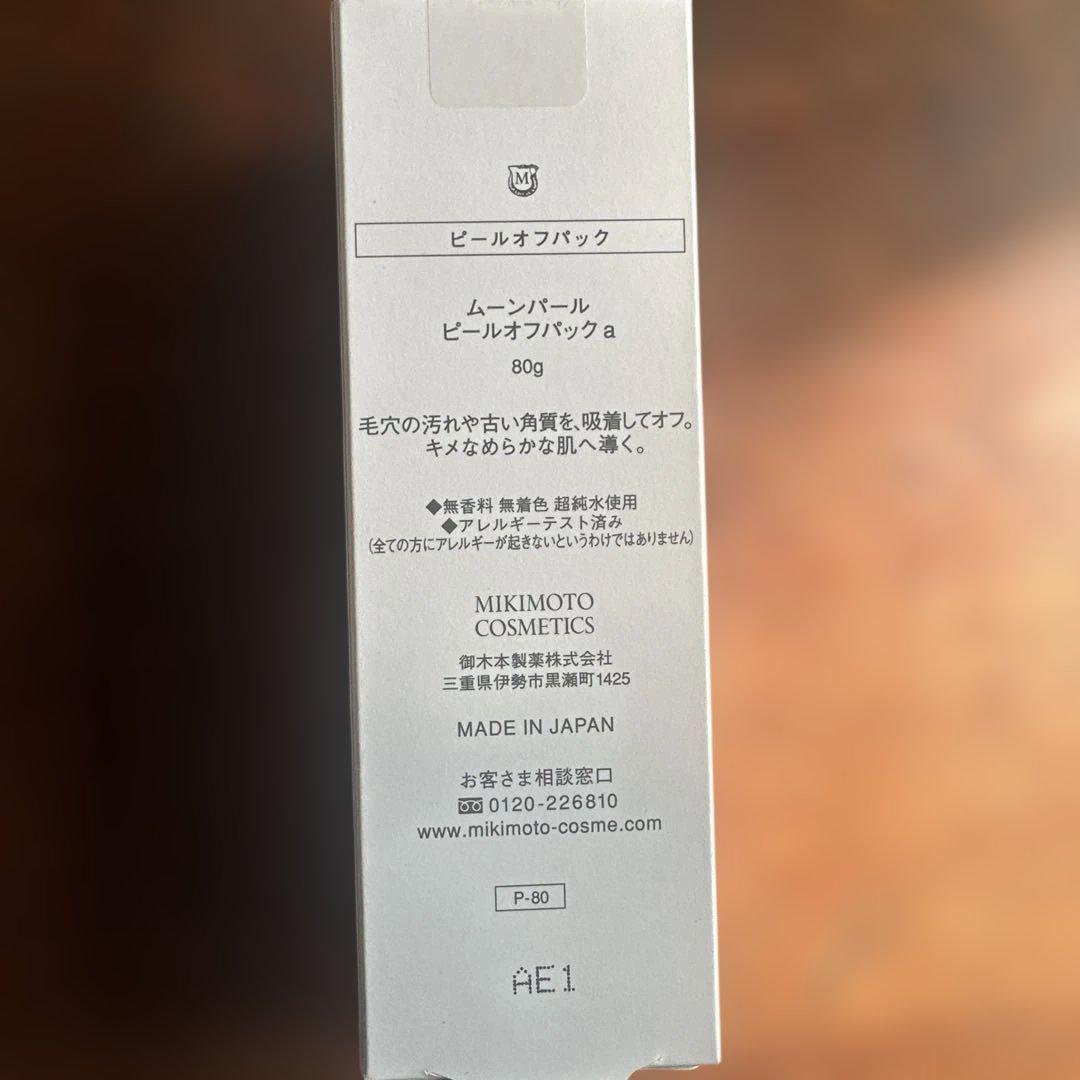 M
ピールオフパック
ムーンパール
ピールオフパック a
80g
毛穴の汚れや古い角質を、吸着してオフ。
キメなめらかな肌へ導く。
◆無香料 無着色 超純水使用
◆アレルギーテスト済み
(全ての方にアレルギーが起きないというわけではありません)
MIKIMOTO
COSMETICS
御木本製薬株式会社
三重県伊勢市黒瀬町1425
MADE IN JAPAN
お客さま相談窓口
0120-226810
www.mikimoto-cosme.com
P-80
AE1